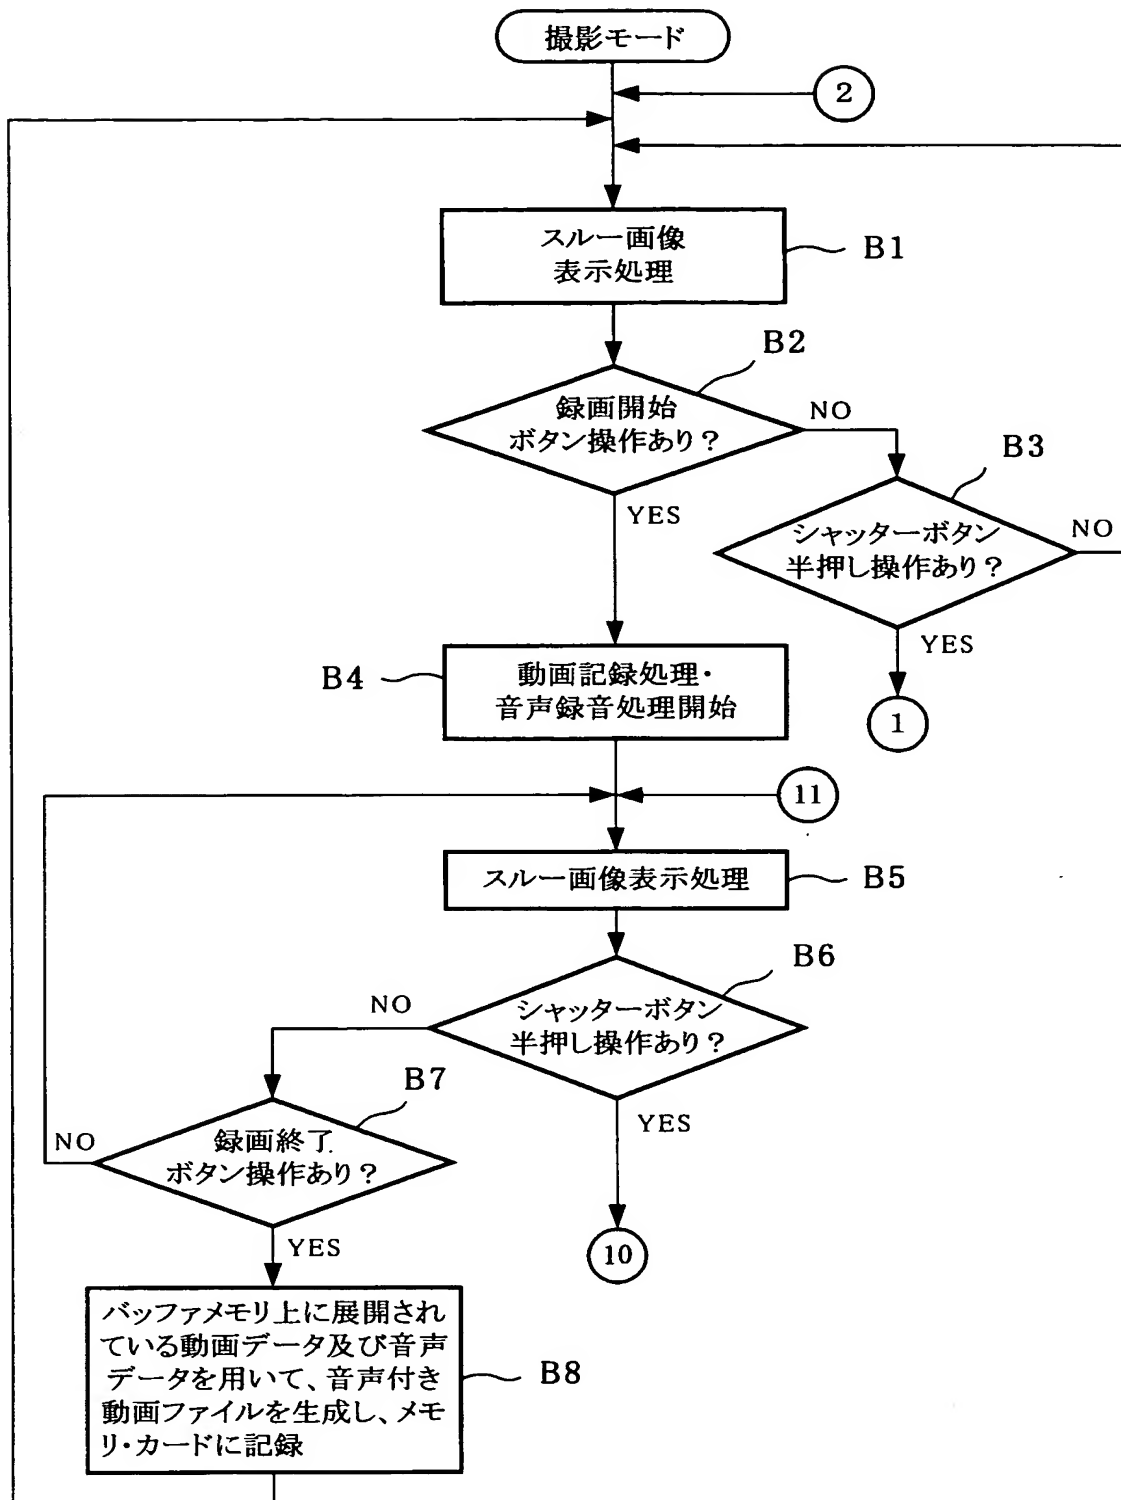 撮影モード
2
スルー画像
表示処理
B1
B2
録画開始
ボタン操作あり?
NO
YES
B3
シャッターボタン
半押し操作あり?
NO
YES
1
B4
動画記録処理・
音声録音処理開始
11
スルー画像表示処理
B5
B6
シャッターボタン
半押し操作あり?
NO
YES
10
B7
録画終了
ボタン操作あり?
NO
YES
バッファメモリ上に展開され
ている動画データ及び音声
データを用いて、音声付き
動画ファイルを生成し、メモ
リ・カードに記録
B8